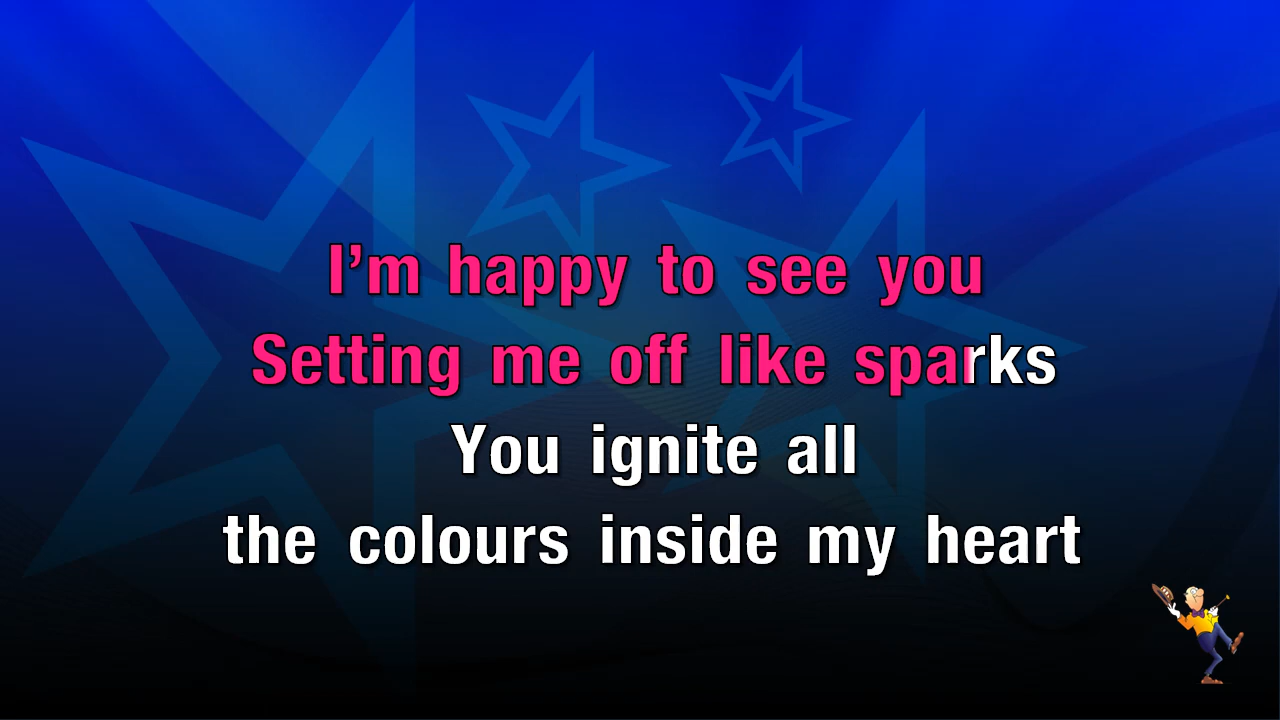 I’m happy to see you
Setting me off like sparks
You ignite all
the colours inside my heart